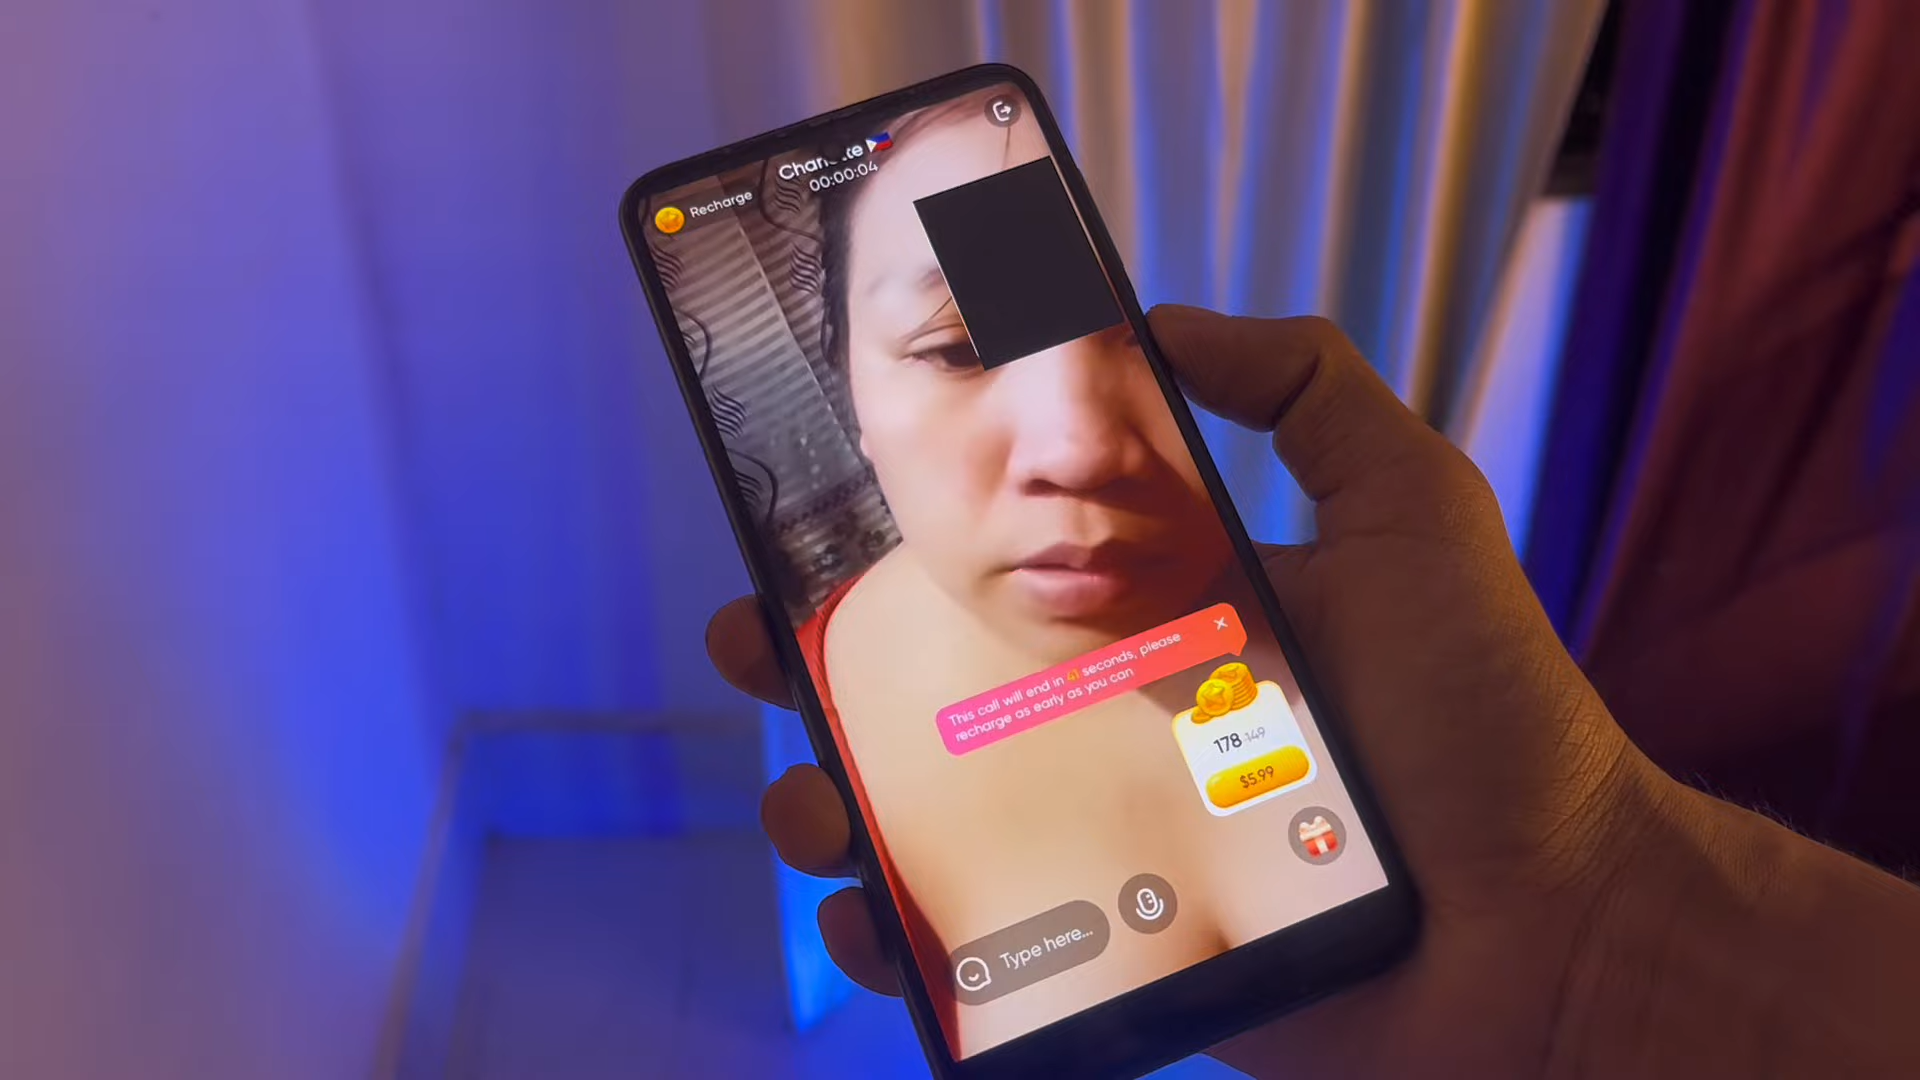 00:00:04
Recharge
This call will end in 41 seconds, please
recharge as early as you can
178 149
$5.99
Type here...